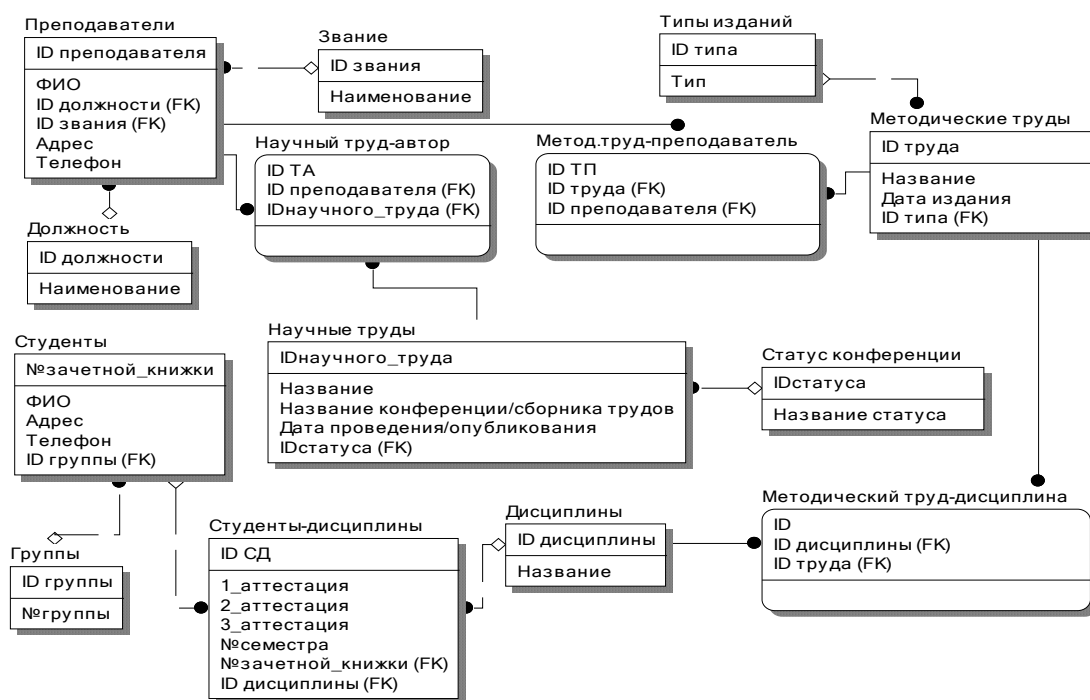 Преподаватели
ID преподавателя
ФИО
ID должности (FK)
ID звания (FK)
Адрес
Телефон
Звание
ID звания
Наименование
Типы изданий
ID типа
Тип
Методические труды
ID труда
Название
Дата издания
ID типа (FK)
Научный труд-автор
ID ТА
ID преподавателя (FK)
IDнаучного_труда (FK)
Метод.труд-преподаватель
ID ТП
ID труда (FK)
ID преподавателя (FK)
Должность
ID должности
Наименование
Научные труды
IDнаучного_труда
Название
Название конференции/сборника трудов
Дата проведения/опубликования
IDстатуса (FK)
Статус конференции
IDстатуса
Название статуса
Студенты
№зачетной_книжки
ФИО
Адрес
Телефон
ID группы (FK)
Группы
ID группы
№группы
Студенты-дисциплины
ID СД
1_аттестация
2_аттестация
3_аттестация
№семестра
№зачетной_книжки (FK)
ID дисциплины (FK)
Дисциплины
ID дисциплины
Название
Методический труд-дисциплина
ID
ID дисциплины (FK)
ID труда (FK)